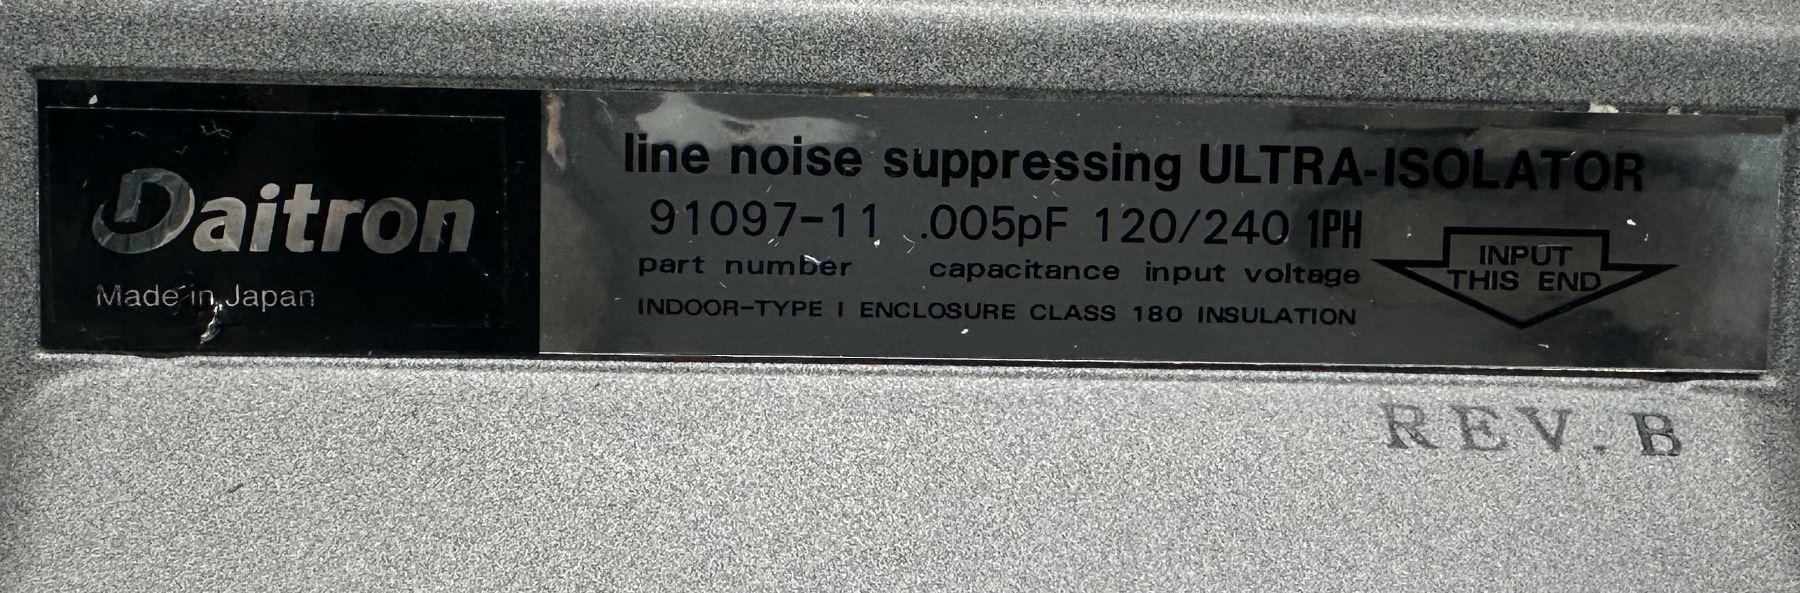 Daitron
Made in Japan
line noise suppressing ULTRA-ISOLATOR
91097-11 .005pF 120/240 1PH
part number capacitance input voltage
INDOOR-TYPE I ENCLOSURE CLASS 180 INSULATION
INPUT
THIS END
REV. B